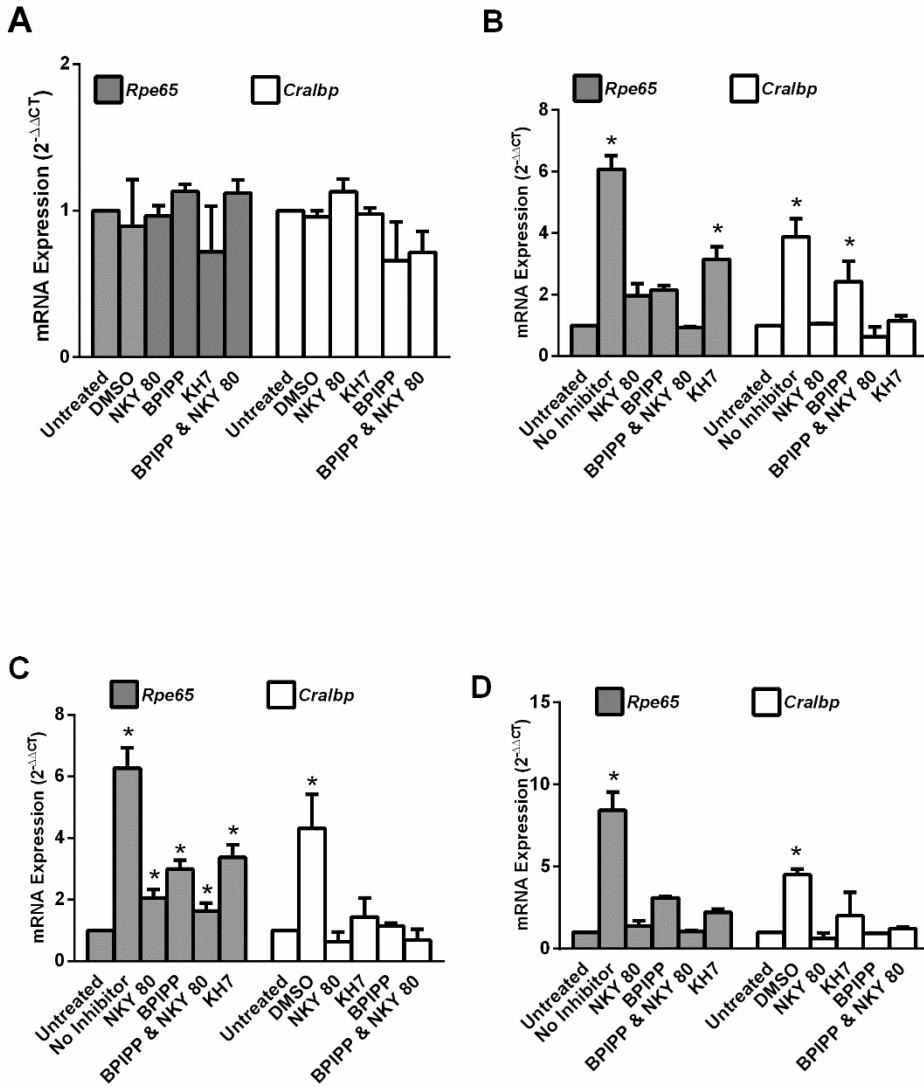 A
mRNA Expression (2-ΔΔCT)
2
1
0
Rpe65
Cralbp
Untreated
DMSO
NKY 80
BPIPP
KH7
BPIPP & NKY 80
Untreated
DMSO
NKY 80
KH7
BPIPP
BPIPP & NKY 80
B
mRNA Expression (2-ΔΔCT)
8
6
4
2
0
Rpe65
Cralbp
*
*
*
*
Untreated
No Inhibitor
NKY 80
BPIPP
BPIPP & NKY 80
KH7
Untreated
No Inhibitor
NKY 80
BPIPP
BPIPP & NKY 80
KH7
C
mRNA Expression (2-ΔΔCT)
8
6
4
2
0
Rpe65
Cralbp
*
*
*
*
*
*
Untreated
No Inhibitor
NKY 80
BPIPP
BPIPP & NKY 80
KH7
Untreated
DMSO
NKY 80
KH7
BPIPP
BPIPP & NKY 80
D
mRNA Expression (2-ΔΔCT)
15
10
5
0
Rpe65
Cralbp
*
*
Untreated
No Inhibitor
NKY 80
BPIPP
BPIPP & NKY 80
KH7
Untreated
DMSO
NKY 80
KH7
BPIPP
BPIPP & NKY 80